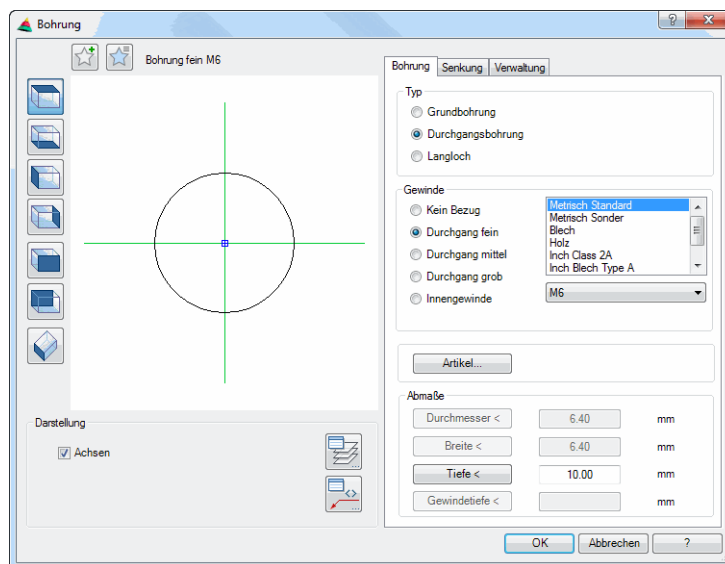 Bohrung
Bohrung fein M6
Bohrung Senkung Verwaltung
Typ
Grundbohrung
Durchgangsbohrung
Langloch
Gewinde
Kein Bezug
Durchgang fein
Durchgang mittel
Durchgang grob
Innengewinde
Metrisch Standard
Metrisch Sonder
Blech
Holz
Inch Class 2A
Inch Blech Type A
M6
Artikel...
Abmaße
Durchmesser < 6.40 mm
Breite < 6.40 mm
Tiefe < 10.00 mm
Gewindetiefe < mm
Darstellung
Achsen
OK Abbrechen ?